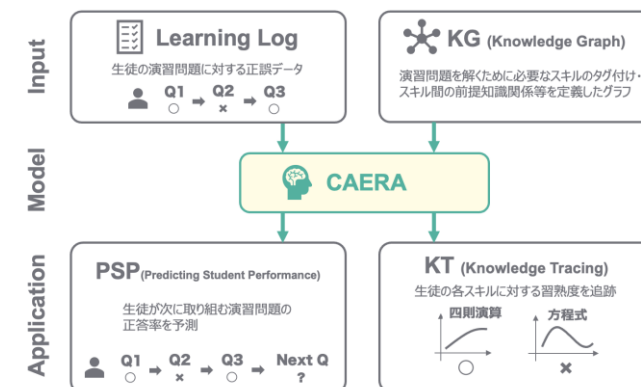 Input
Learning Log
生徒の演習問題に対する正誤データ
Q1 → Q2 → Q3
○ × ○
KG (Knowledge Graph)
演習問題を解くために必要なスキルのタグ付け・
スキル間の前提知識関係等を定義したグラフ
Model
CAERA
Application
PSP(Predicting Student Performance)
生徒が次に取り組む演習問題の
正答率を予測
Q1 → Q2 → Q3 → Next Q
○ × ○ ?
KT (Knowledge Tracing)
生徒の各スキルに対する習熟度を追跡
四則演算 方程式
○ ×